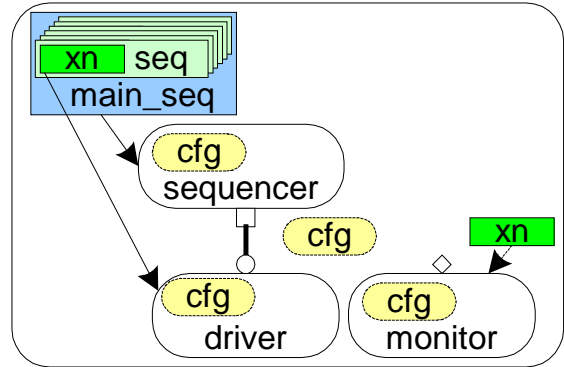 xn seq
main_seq
cfg
sequencer
cfg
xn
cfg
driver
cfg
monitor